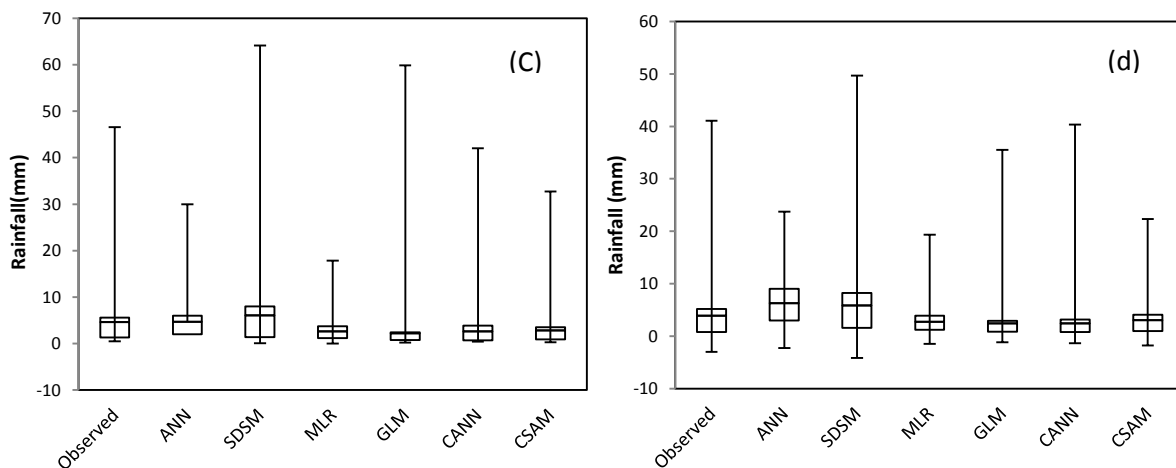 (C)
Rainfall(mm)
70
60
50
40
30
20
10
0
-10
Observed
ANN
SDSM
MLR
GLM
CANN
CSAM
(d)
Rainfall (mm)
60
50
40
30
20
10
0
-10
Observed
ANN
SDSM
MLR
GLM
CANN
CSAM